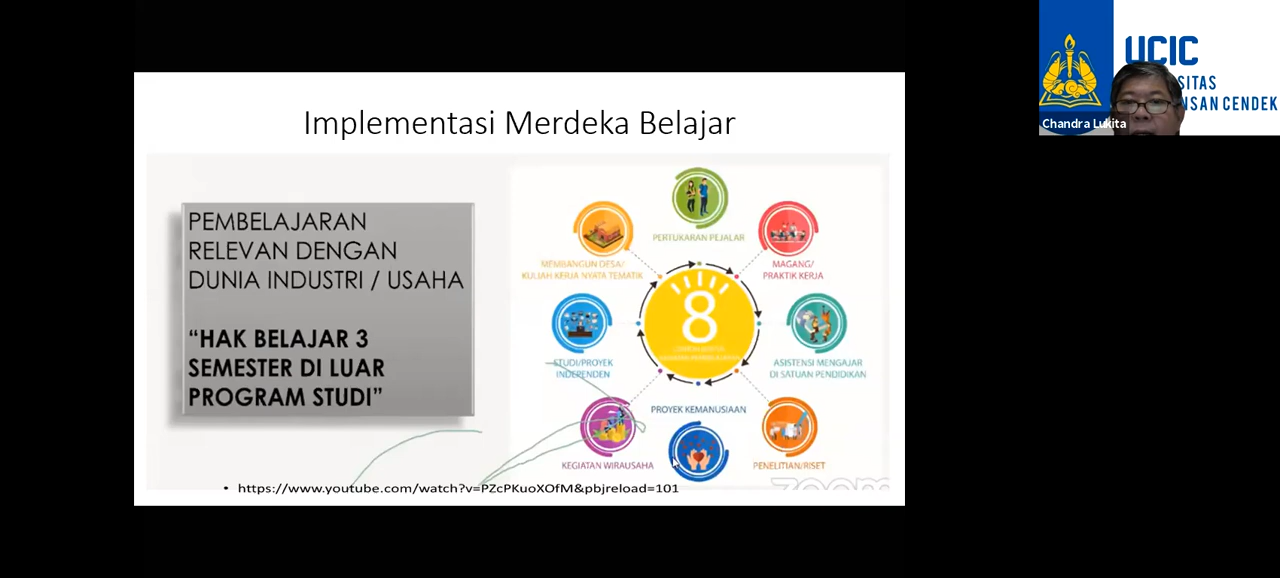 Implementasi Merdeka Belajar
PEMBELAJARAN
RELEVAN DENGAN
DUNIA INDUSTRI / USAHA
“HAK BELAJAR 3
SEMESTER DI LUAR
PROGRAM STUDI”
PERTUKARAN PEJALAR
MAGANG/
PRAKTIK KERJA
ASISTENSI MENGAJAR
DI SATUAN PENDIDIKAN
PENELITIAN/RISET
PROYEK KEMANUSIAAN
KEGIATAN WIRAUSAHA
STUDI/PROYEK
INDEPENDEN
MEMBANGUN DESA/
KULIAH KERJA NYATA TEMATIK
8
• https://www.youtube.com/watch?v=PZcPKuoXOfM&pbjreload=101
zoom
UCIC
SITAS
NSAN CENDEK
Chandra Lukita